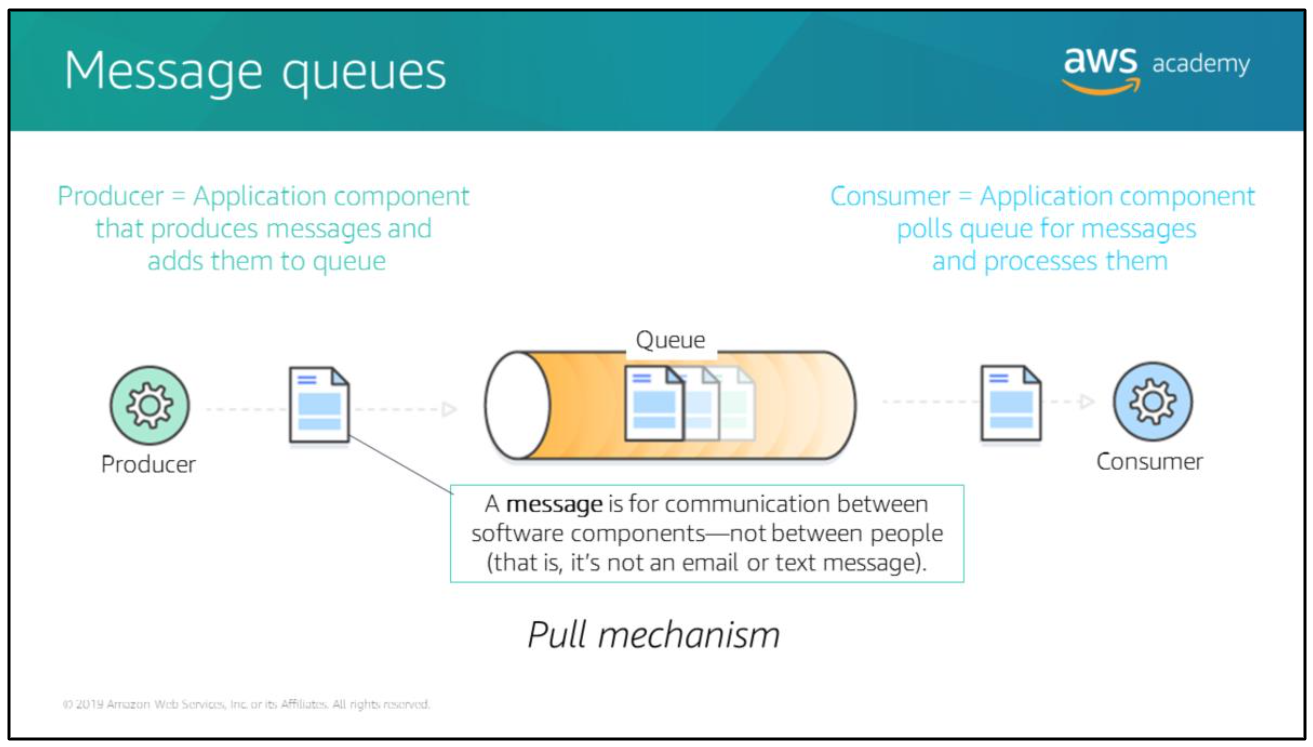 Message queues
aws academy
Producer = Application component
that produces messages and
adds them to queue
Consumer = Application component
polls queue for messages
and processes them
Queue
Producer
Consumer
A message is for communication between
software components—not between people
(that is, it's not an email or text message).
Pull mechanism
© 2019 Amazon Web Services, Inc. or its Affiliates. All rights reserved.